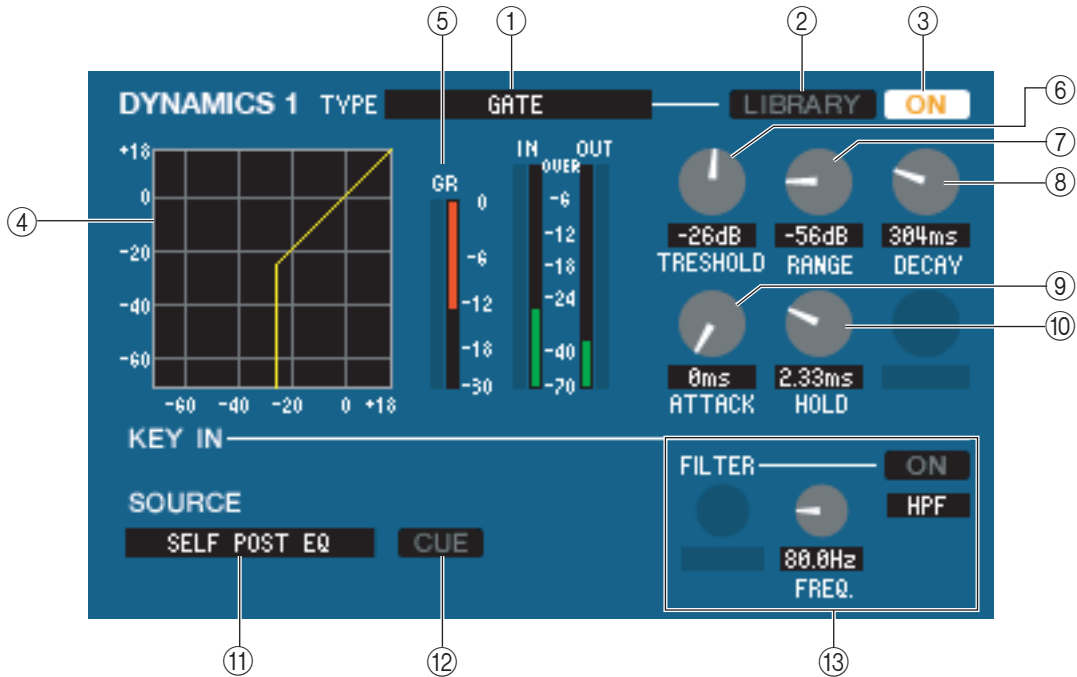 ⑤ ① ② ③
DYNAMICS 1 TYPE GATE LIBRARY ON
⑥
⑦
⑧
④
+18
0
-20
-40
-60
-60 -40 -20 0 +18
GR
0
-6
-12
-18
-30
IN OUT
OVER
-6
-12
-18
-24
-40
-70
-26dB -56dB 304ms
TRESHOLD RANGE DECAY
⑨
⑩
0ms 2.33ms
ATTACK HOLD
KEY IN
FILTER ON
HPF
80.0Hz
FREQ.
SOURCE
SELF POST EQ CUE
⑪ ⑫ ⑬